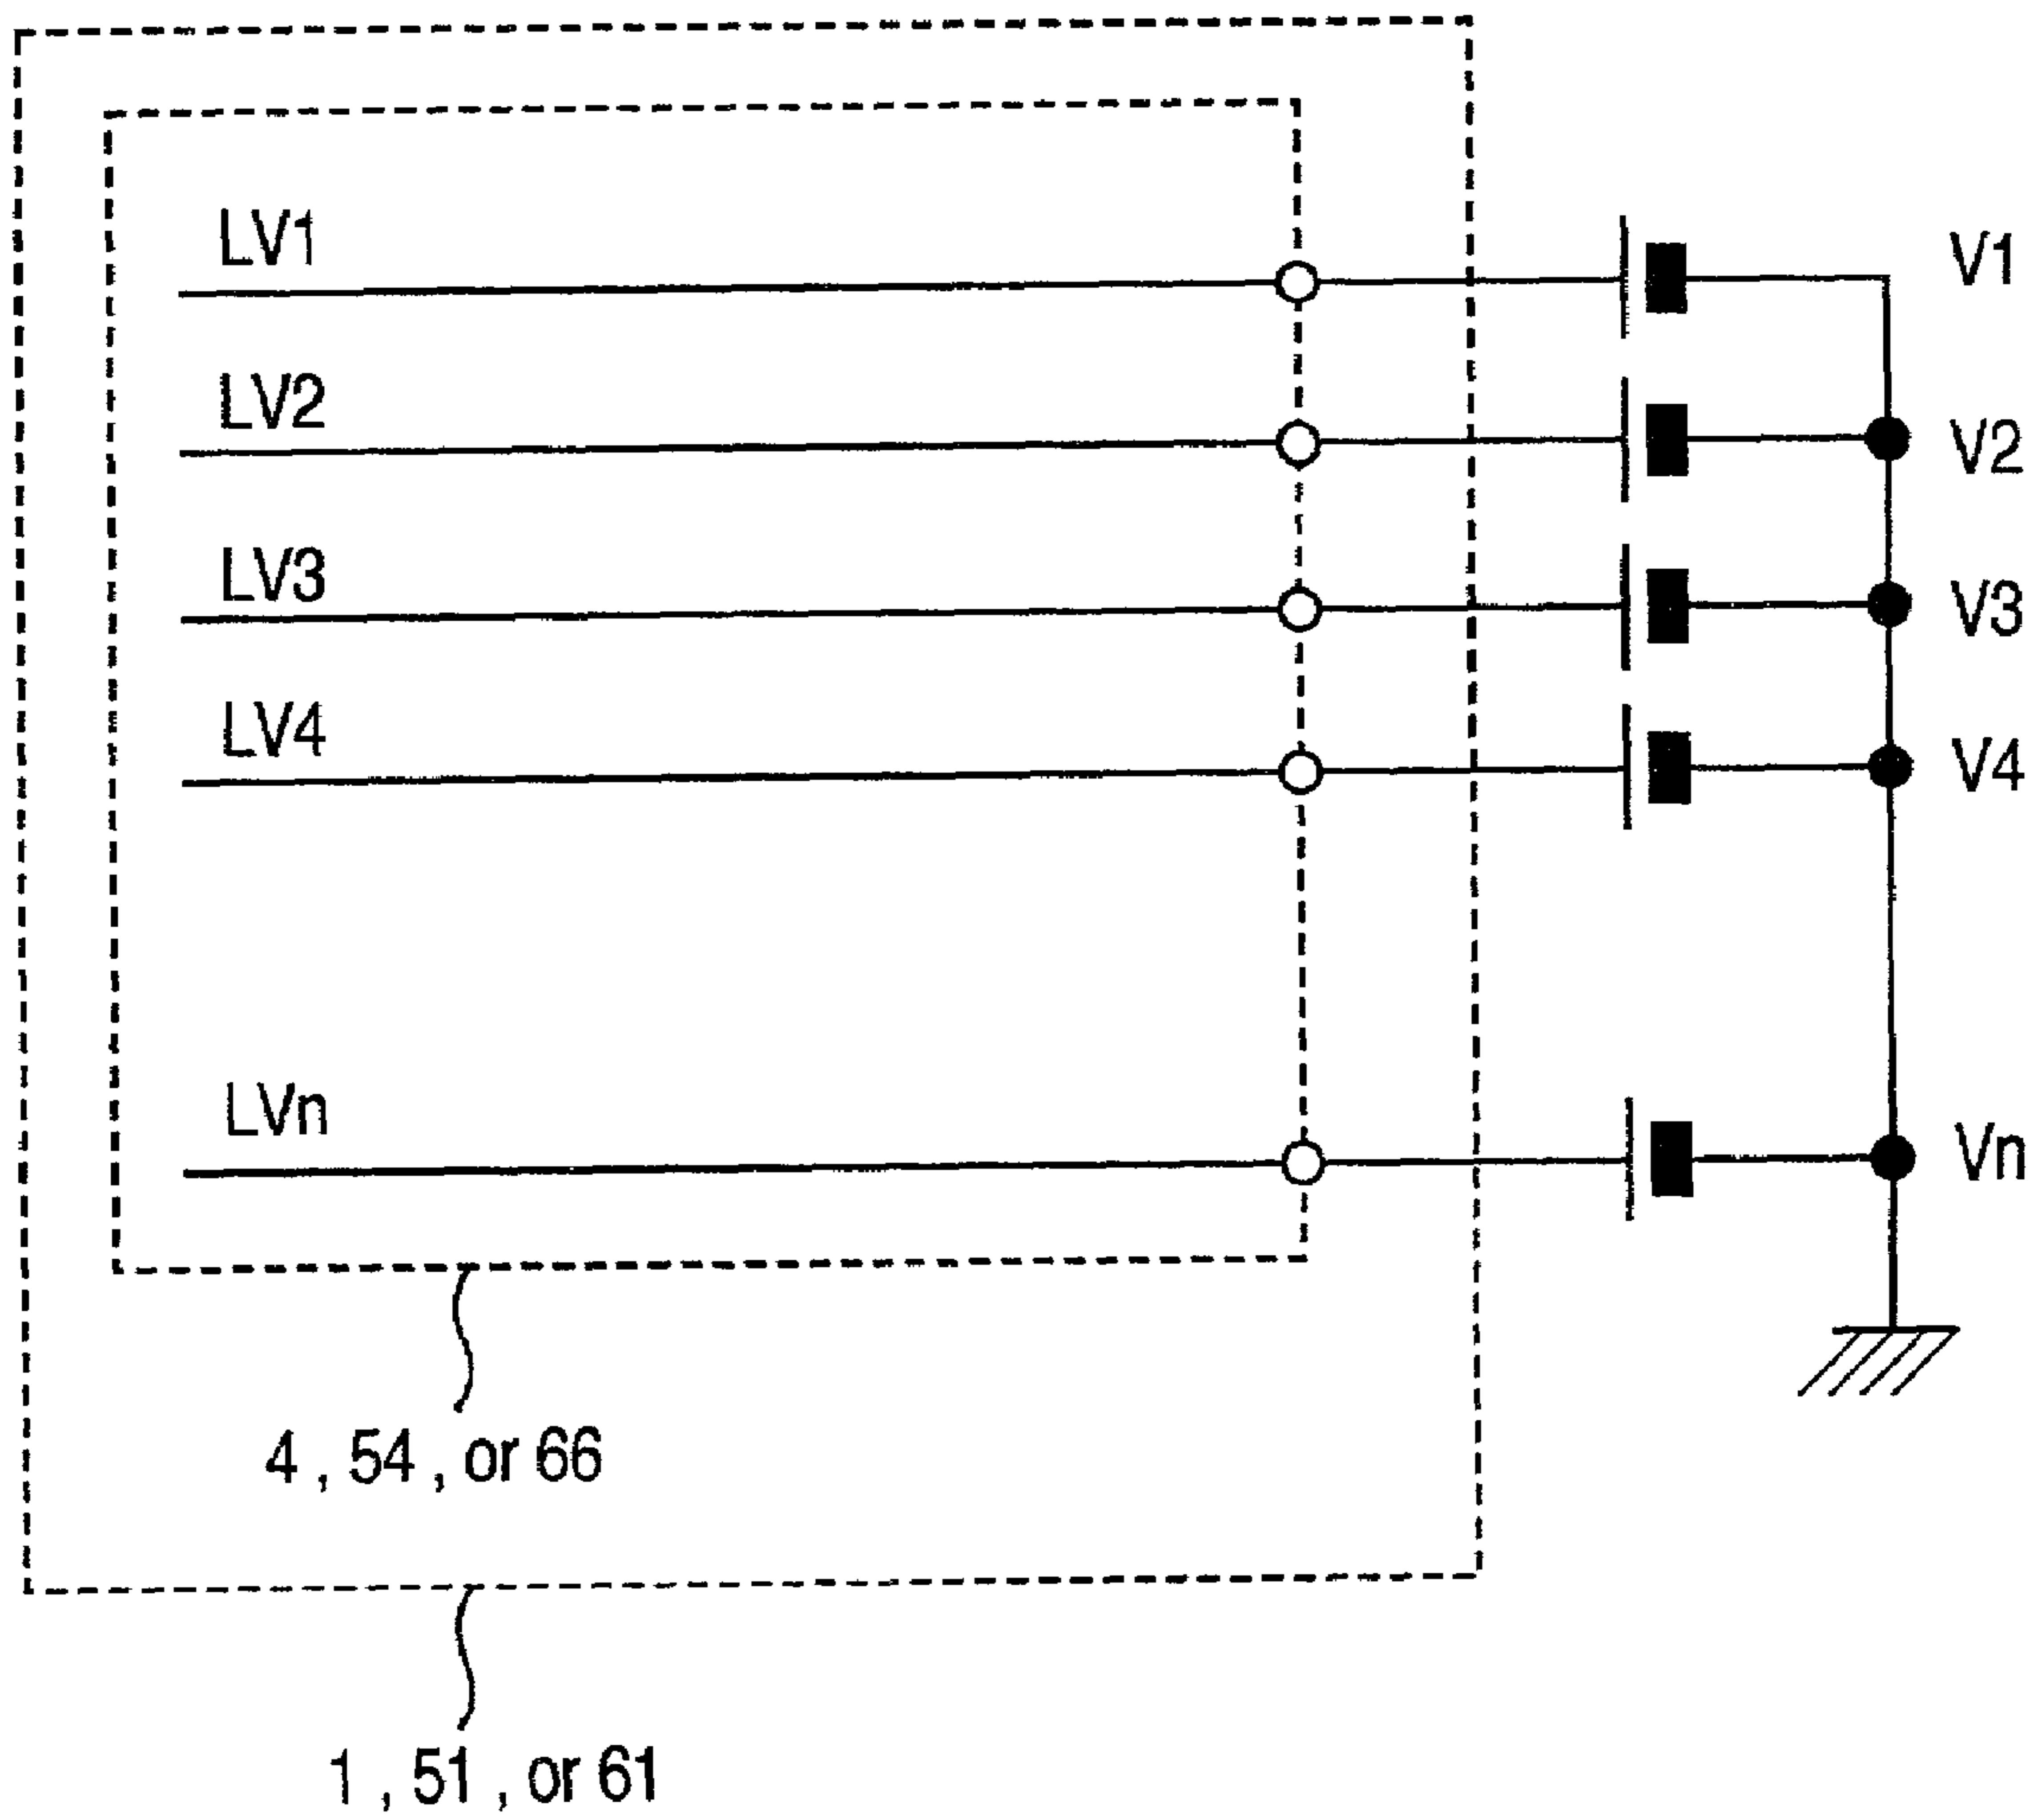 LV1
V1
LV2
V2
LV3
V3
LV4
V4
LVn
Vn
4 , 54 , or 66
1 , 51 , or 61